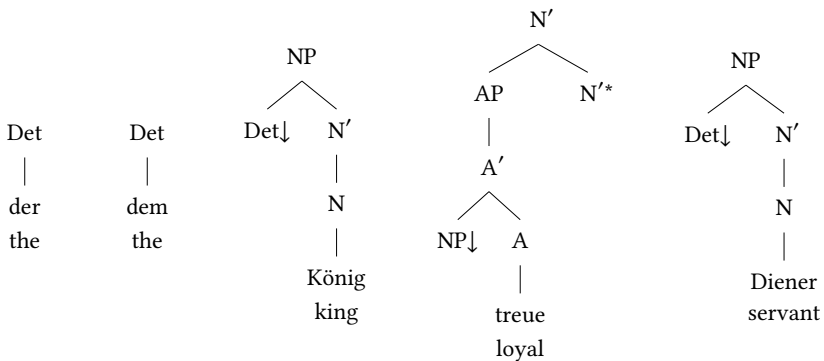 N′
NP
AP N′*
NP
Det
Det
Det↓ N′
A′
Det↓ N′
der
the
dem
the
N
NP↓ A
N
König
king
treue
loyal
Diener
servant